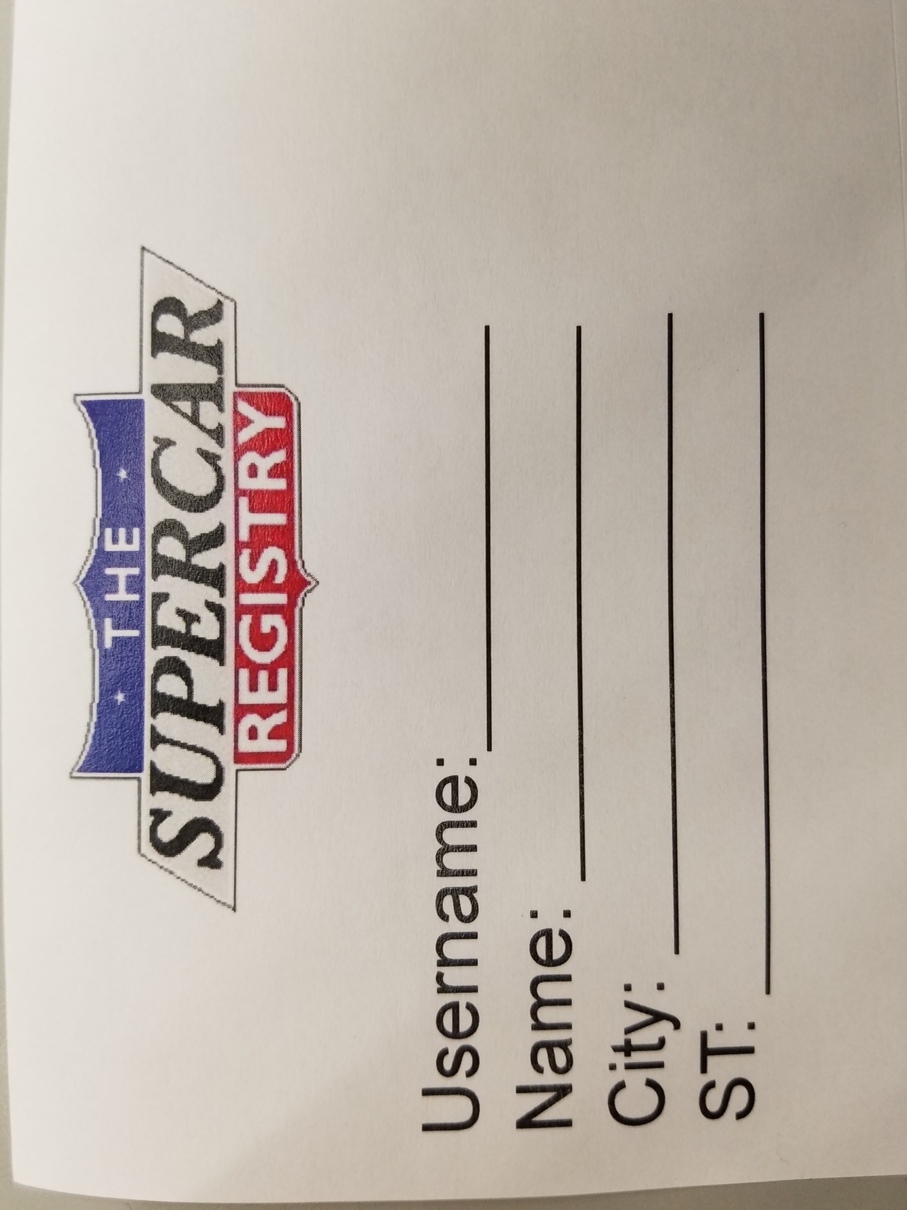 THE
SUPERCAR
REGISTRY
Username:
Name:
City:
ST: